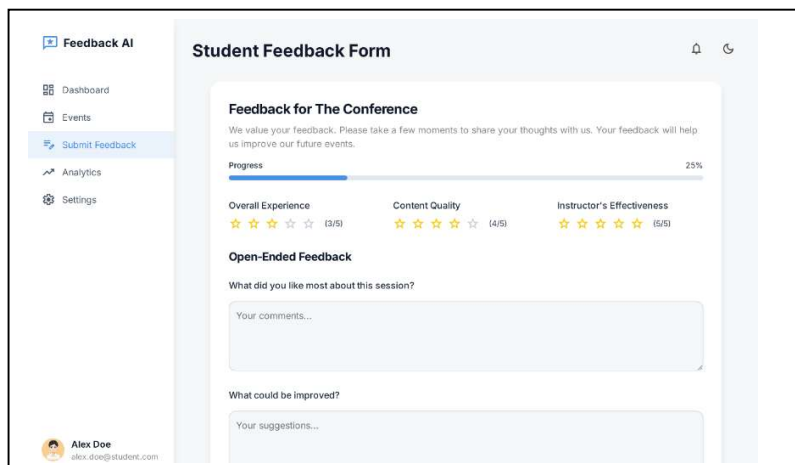 Feedback AI
Dashboard
Events
Submit Feedback
Analytics
Settings
Alex Doe
alex.doe@student.com
Student Feedback Form
Feedback for The Conference
We value your feedback. Please take a few moments to share your thoughts with us. Your feedback will help
us improve our future events.
Progress 25%
Overall Experience Content Quality Instructor's Effectiveness
(3/5) (4/5) (5/5)
Open-Ended Feedback
What did you like most about this session?
Your comments...
What could be improved?
Your suggestions...